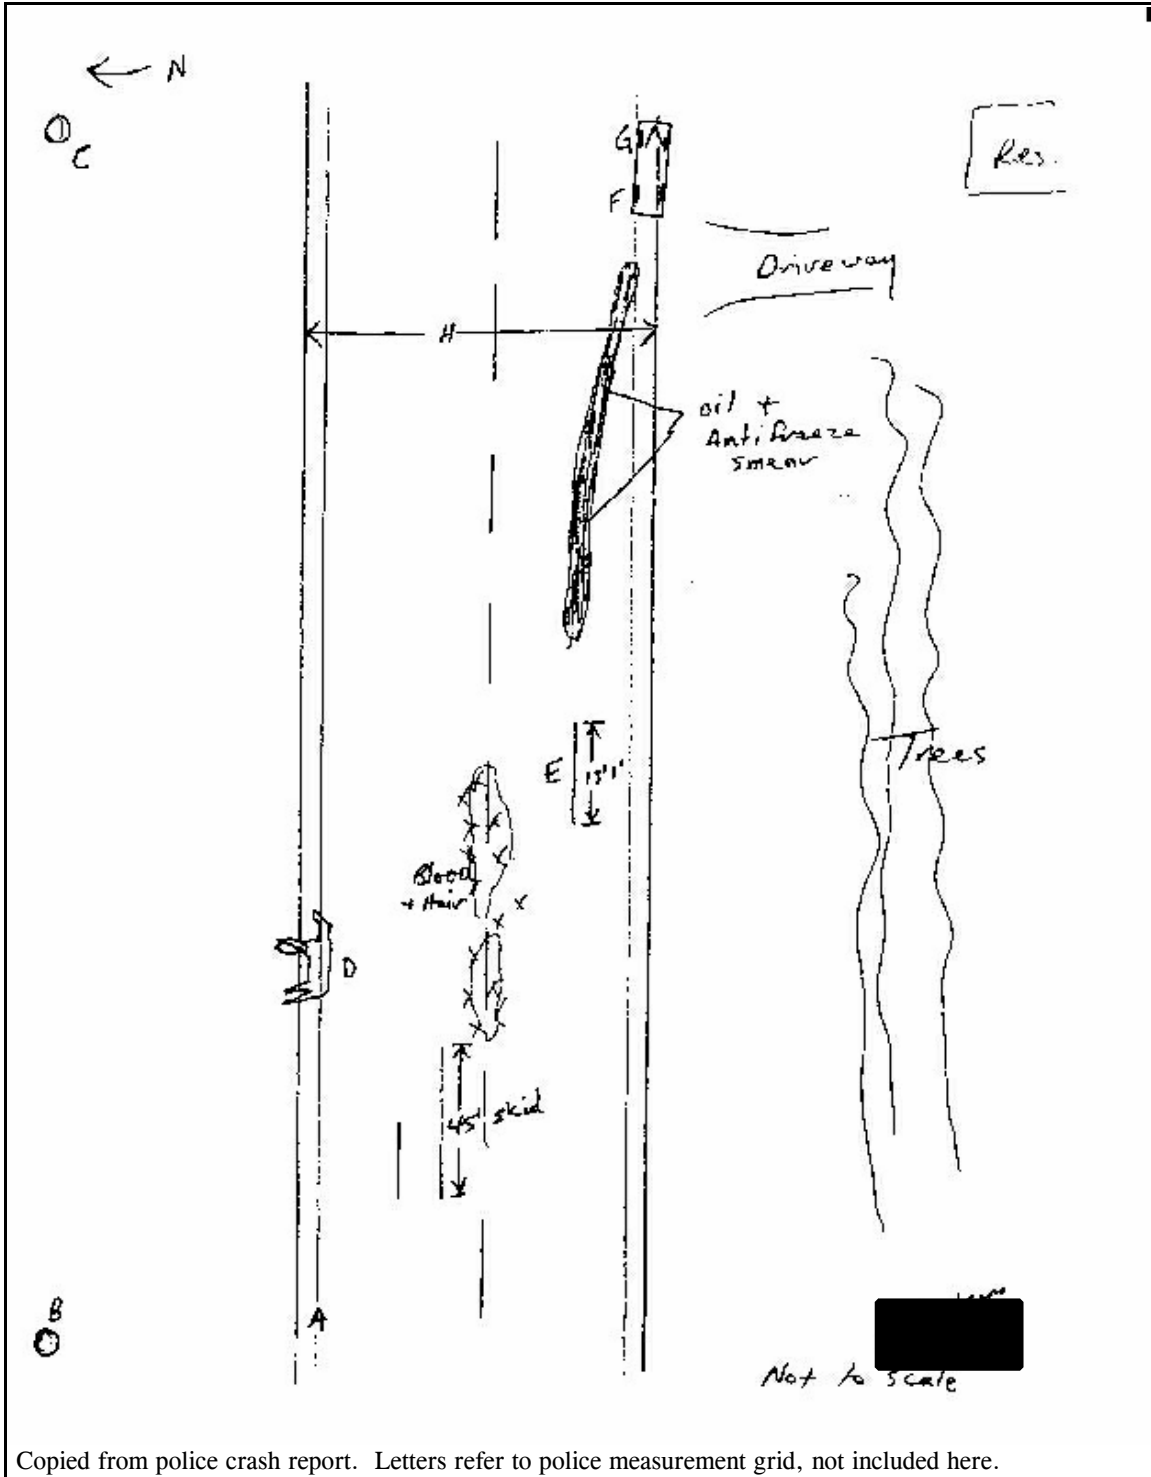 N
C
G
F
Res.
Driveway
H
oil +
Antifreeze
smear
Trees
E 13'1"
Blood
+ Hair
D
45' skid
B
A
Not to scale
Copied from police crash report. Letters refer to police measurement grid, not included here.